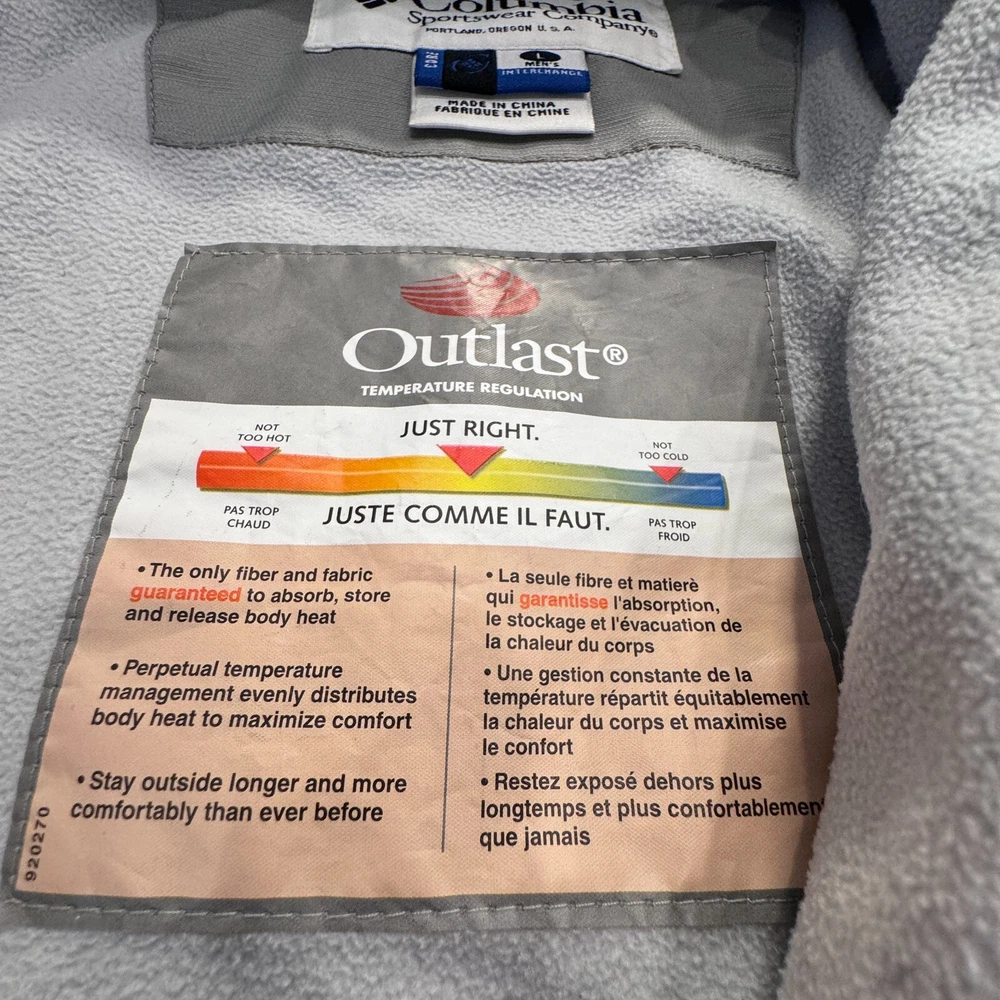 Columbia
Sportswear Company®
PORTLAND, OREGON U.S.A.
CORE
L
MEN'S
INTERCHANGE
MADE IN CHINA
FABRIQUE EN CHINE
Outlast®
TEMPERATURE REGULATION
NOT
TOO HOT
JUST RIGHT.
NOT
TOO COLD
PAS TROP
CHAUD
JUSTE COMME IL FAUT.
PAS TROP
FROID
• The only fiber and fabric
guaranteed to absorb, store
and release body heat
• Perpetual temperature
management evenly distributes
body heat to maximize comfort
• Stay outside longer and more
comfortably than ever before
• La seule fibre et matierè
qui garantisse l'absorption,
le stockage et l'évacuation de
la chaleur du corps
• Une gestion constante de la
température répartit équitablement
la chaleur du corps et maximise
le confort
• Restez exposé dehors plus
longtemps et plus confortablement
que jamais
920270